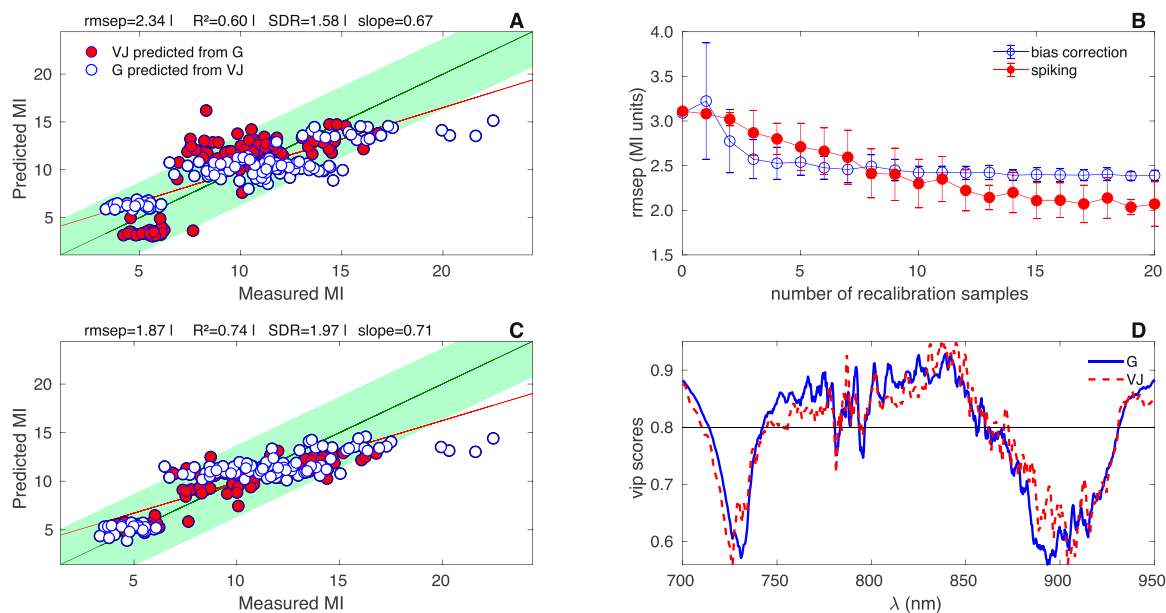 rmsep=2.34 | R²=0.60 | SDR=1.58 | slope=0.67
A
VJ predicted from G
G predicted from VJ
20
15
10
5
Predicted MI
5 10 15 20
Measured MI
B
4.0
3.5
3.0
2.5
2.0
1.5
bias correction
spiking
rmsep (MI units)
0 5 10 15 20
number of recalibration samples
rmsep=1.87 | R²=0.74 | SDR=1.97 | slope=0.71
C
20
15
10
5
Predicted MI
5 10 15 20
Measured MI
D
G
VJ
0.9
0.8
0.7
0.6
vip scores
700 750 800 850 900 950
λ (nm)